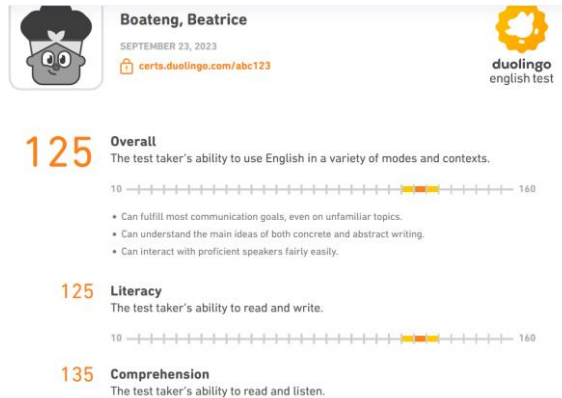 Boateng, Beatrice
SEPTEMBER 23, 2023
certs.duolingo.com/abc123
duolingo
english test
125
Overall
The test taker's ability to use English in a variety of modes and contexts.
10 160
• Can fulfill most communication goals, even on unfamiliar topics.
• Can understand the main ideas of both concrete and abstract writing.
• Can interact with proficient speakers fairly easily.
125 Literacy
The test taker's ability to read and write.
10 160
135 Comprehension
The test taker's ability to read and listen.